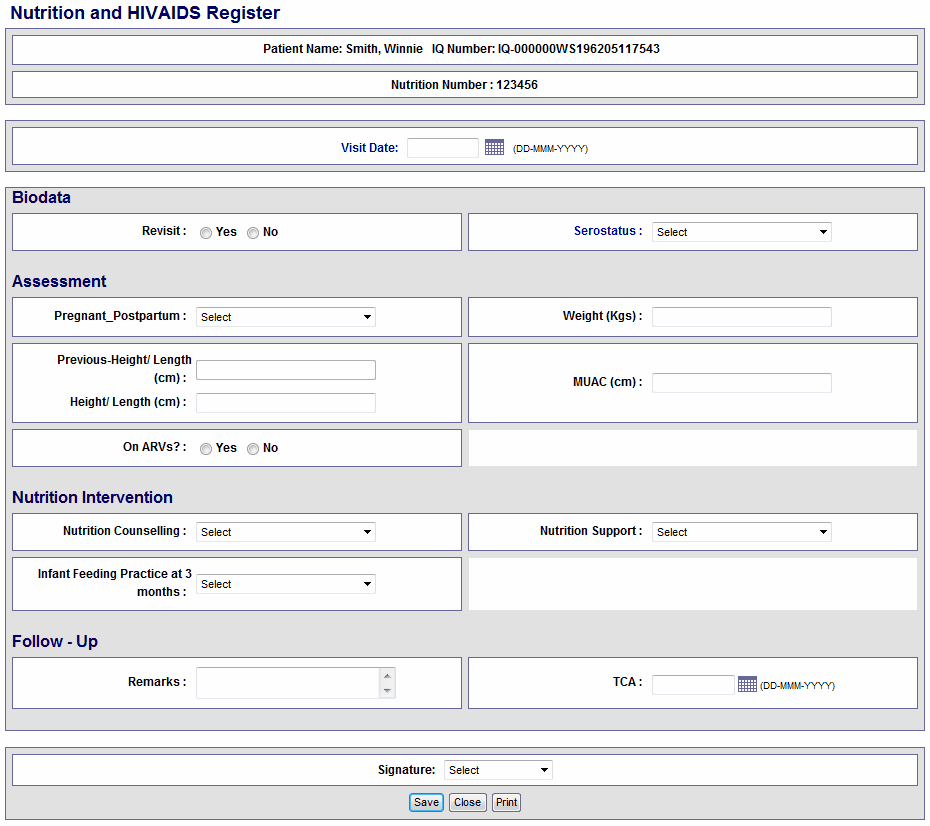 Nutrition and HIVAIDS Register
Patient Name: Smith, Winnie IQ Number: IQ-000000WS196205117543
Nutrition Number : 123456
Visit Date: (DD-MMM-YYYY)
Biodata
Revisit : Yes No
Serostatus : Select
Assessment
Pregnant_Postpartum : Select
Weight (Kgs) :
Previous-Height/ Length
(cm) :
Height/ Length (cm) :
MUAC (cm) :
On ARVs? : Yes No
Nutrition Intervention
Nutrition Counselling : Select
Nutrition Support : Select
Infant Feeding Practice at 3
months :
Select
Follow - Up
Remarks :
TCA : (DD-MMM-YYYY)
Signature: Select
Save Close Print